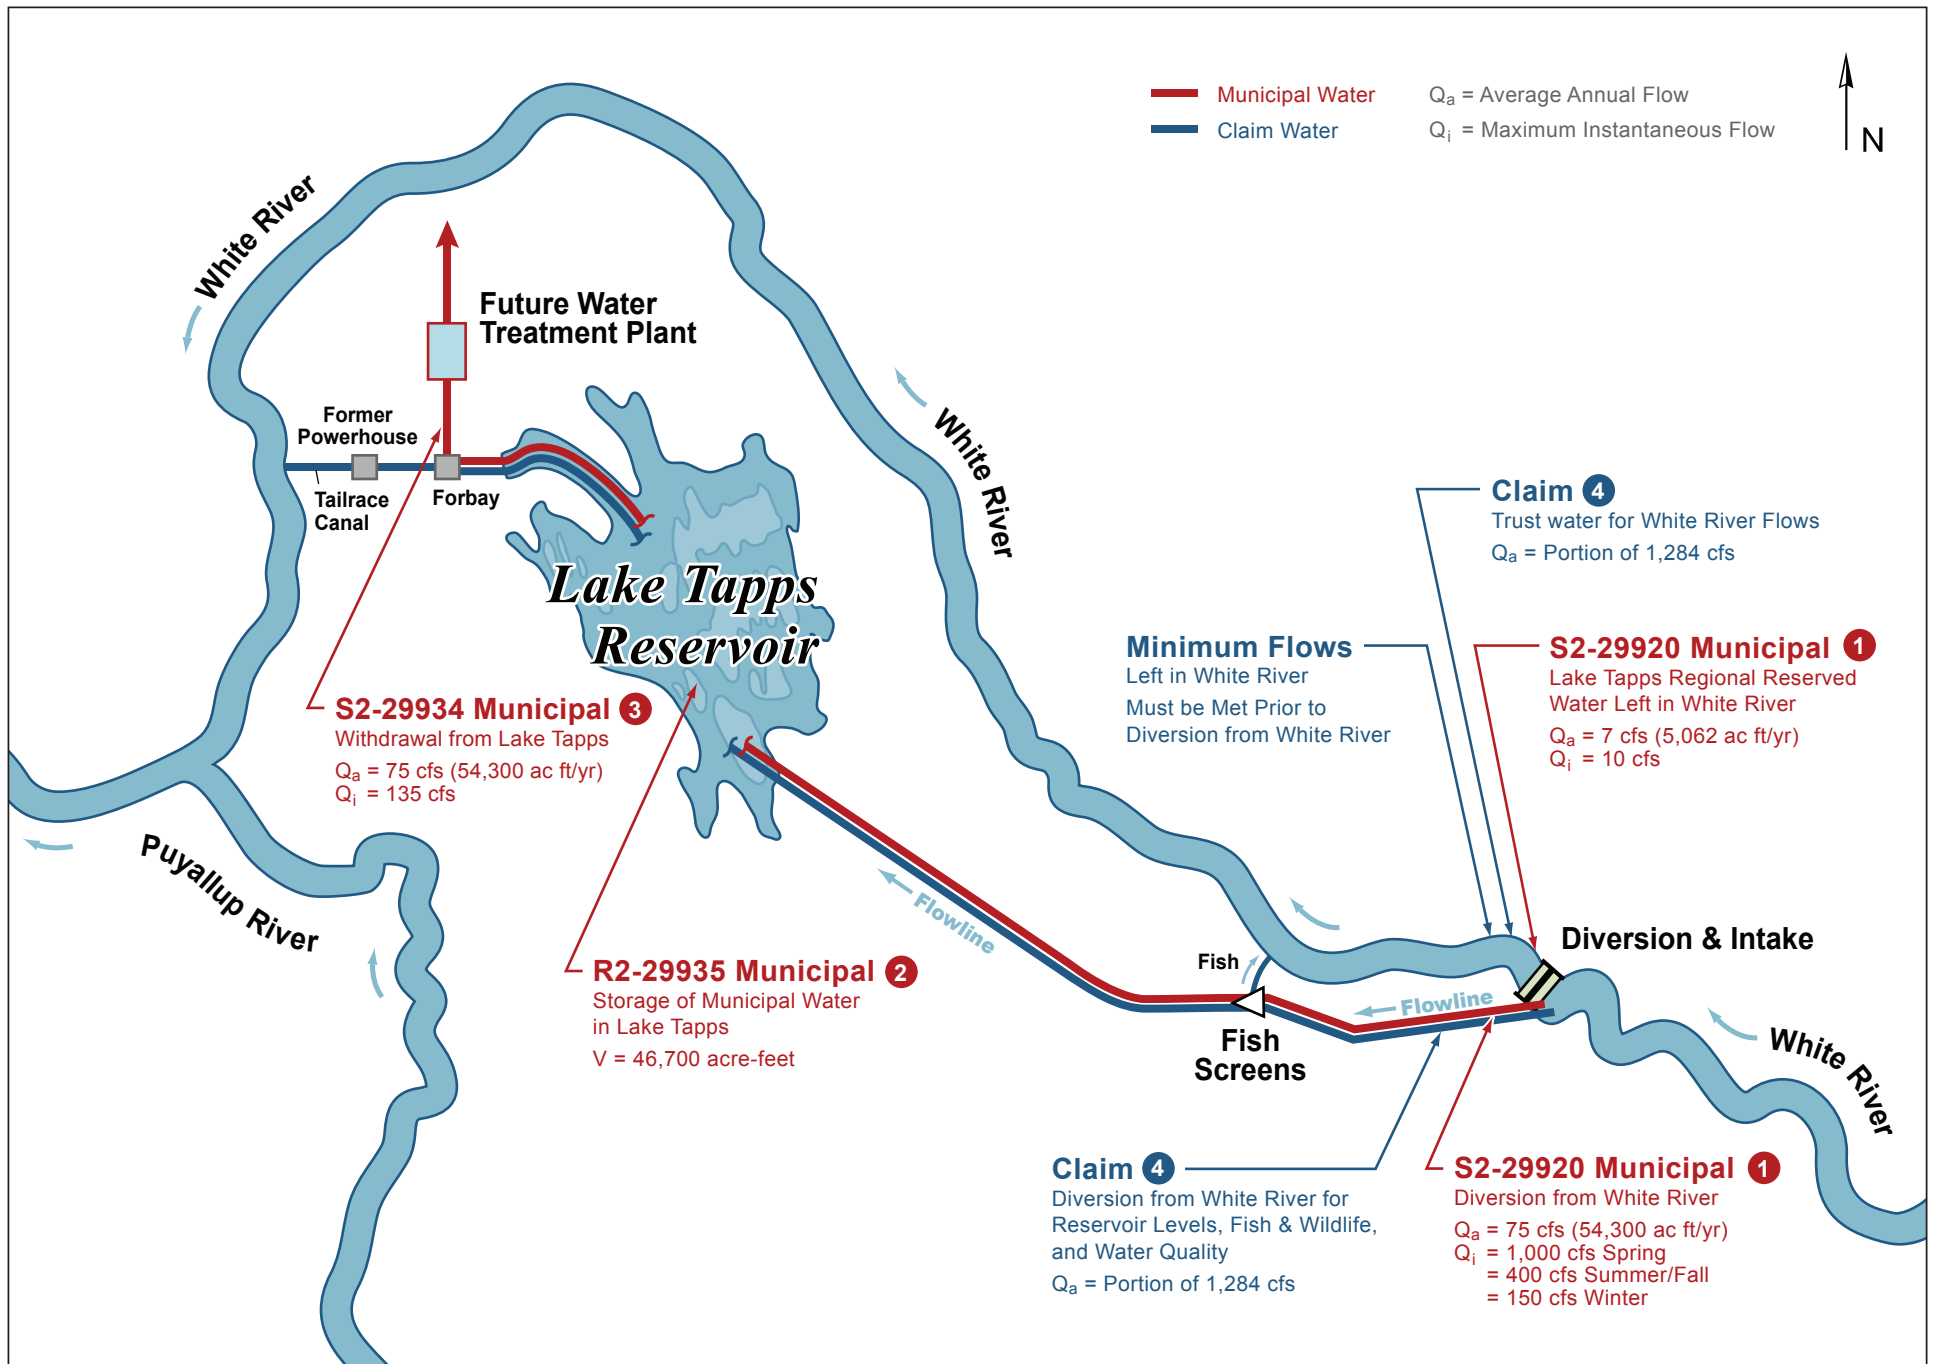 Municipal Water
Claim Water
Qa = Average Annual Flow
Qi = Maximum Instantaneous Flow
N
White River
Future Water
Treatment Plant
Former
Powerhouse
Tailrace
Canal
Forbay
White River
Lake Tapps
Reservoir
Claim 4
Trust water for White River Flows
Qa = Portion of 1,284 cfs
Minimum Flows
Left in White River
Must be Met Prior to
Diversion from White River
S2-29920 Municipal 1
Lake Tapps Regional Reserved
Water Left in White River
Qa = 7 cfs (5,062 ac ft/yr)
Qi = 10 cfs
S2-29934 Municipal 3
Withdrawal from Lake Tapps
Qa = 75 cfs (54,300 ac ft/yr)
Qi = 135 cfs
Puyallup River
Flowline
R2-29935 Municipal 2
Storage of Municipal Water
in Lake Tapps
V = 46,700 acre-feet
Fish
Diversion & Intake
Flowline
Fish
Screens
White River
Claim 4
Diversion from White River for
Reservoir Levels, Fish & Wildlife,
and Water Quality
Qa = Portion of 1,284 cfs
S2-29920 Municipal 1
Diversion from White River
Qa = 75 cfs (54,300 ac ft/yr)
Qi = 1,000 cfs Spring
= 400 cfs Summer/Fall
= 150 cfs Winter